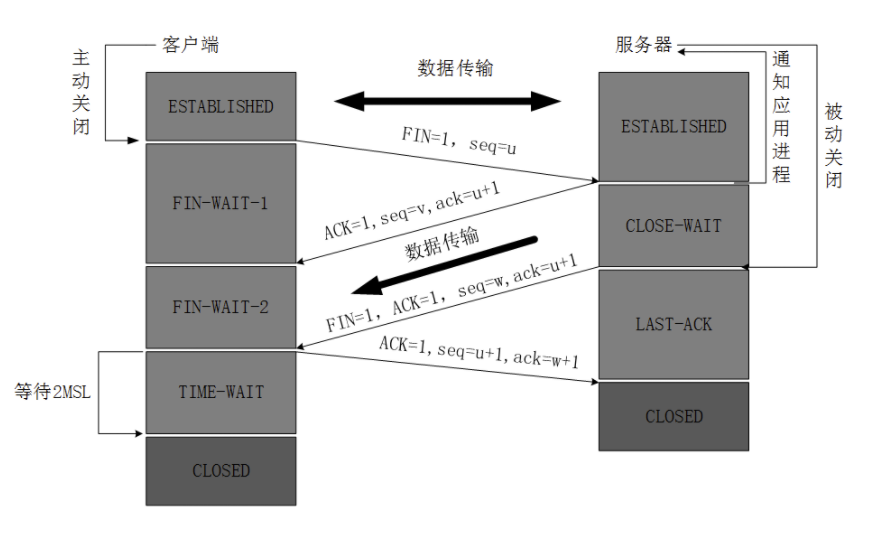 客户端
服务器
主动关闭
数据传输
通知应用进程
被动关闭
ESTABLISHED
ESTABLISHED
FIN=1, seq=u
FIN-WAIT-1
ACK=1,seq=v,ack=u+1
CLOSE-WAIT
数据传输
FIN-WAIT-2
FIN=1, ACK=1, seq=w,ack=u+1
LAST-ACK
ACK=1,seq=u+1,ack=w+1
等待2MSL
TIME-WAIT
CLOSED
CLOSED